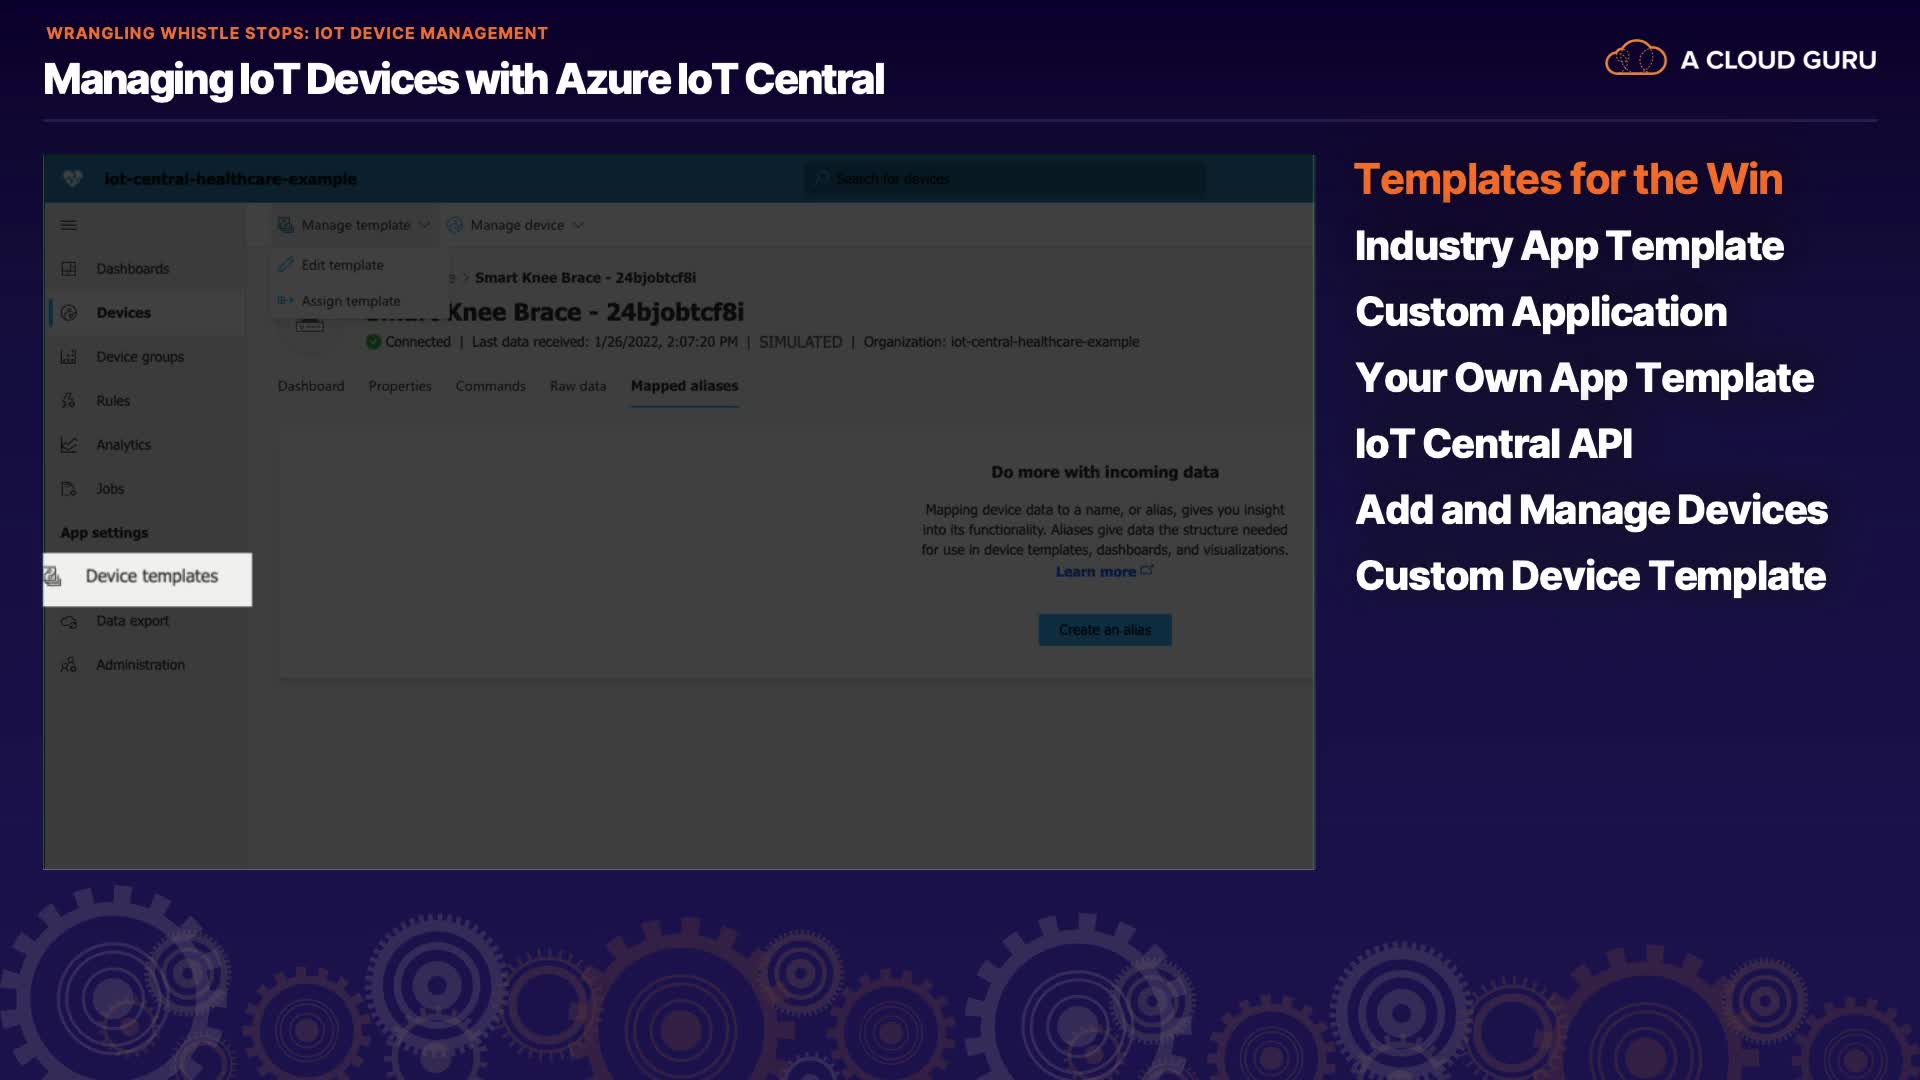 WRANGLING WHISTLE STOPS: IOT DEVICE MANAGEMENT
Managing IoT Devices with Azure IoT Central
A CLOUD GURU
iot-central-healthcare-example
Search for devices
Manage template
Manage device
Edit template
Assign template
Dashboards
Devices
Device groups
Rules
Analytics
Jobs
App settings
Device templates
Data export
Administration
e > Smart Knee Brace - 24bjobtcf8i
Knee Brace - 24bjobtcf8i
Connected | Last data received: 1/26/2022, 2:07:20 PM | SIMULATED | Organization: iot-central-healthcare-example
Dashboard Properties Commands Raw data Mapped aliases
Do more with incoming data
Mapping device data to a name, or alias, gives you insight
into its functionality. Aliases give data the structure needed
for use in device templates, dashboards, and visualizations.
Learn more
Create an alias
Templates for the Win
Industry App Template
Custom Application
Your Own App Template
IoT Central API
Add and Manage Devices
Custom Device Template